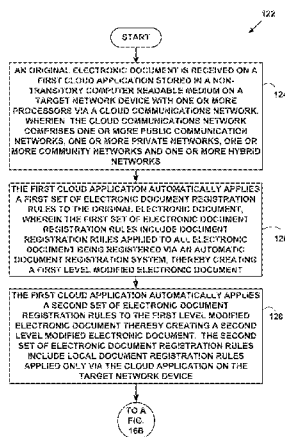 122
START
AN ORIGINAL ELECTRONIC DOCUMENT IS RECEIVED ON A
FIRST CLOUD APPLICATION STORED IN A NON-
TRANSITORY COMPUTER READABLE MEDIUM ON A
TARGET NETWORK DEVICE WITH ONE OR MORE
PROCESSORS VIA A CLOUD COMMUNICATIONS NETWORK.
WHERIEN THE CLOUD COMMUNICATIONS NETWORK
COMPRISES ONE OR MORE PUBLIC COMMUNICATION
NETWORKS, ONE OR MORE PRIVATE NETWORKS, ONE OR
MORE COMMUNITY NETWORKS AND ONE OR MORE HYBRID
NETWORKS
124
THE FIRST CLOUD APPLICATION AUTOMATICALLY APPLIES
A FIRST SET OF ELECTRONIC DOCUMENT REGISTRATION
RULES TO THE ORIGINAL ELECTRONIC DOCUMENT,
WHEREIN THE FIRST SET OF ELECTRONIC DOCUMENT
REGISTRATION RULES INCLUDE DOCUMENT
REGISTRATION RULES APPLIED TO ALL ELECTRONIC
DOCUMENT BEING REGISTERED VIA AN AUTOMATIC
DOCUMENT REGISTRATION SYSTEM, THEREBY CREATING
A FIRST LEVEL MODIFIED ELECTRONIC DOCUMENT
126
THE FIRST CLOUD APPLICATION AUTOMATICALLY APPLIES
A SECOND SET OF ELECTRONIC DOCUMENT
REGISTRATION RULES TO THE FIRST LEVEL MODIFIED
ELECTRONIC DOCUMENT THEREBY CREATING A SECOND
LEVEL MODIFIED ELECTRONIC DOCUMENT. THE SECOND
SET OF ELECTRONIC DOCUMENT REGISTRATION RULES
INCLUDE LOCAL DOCUMENT REGISTRATION RULES
APPLIED ONLY VIA THE CLOUD APPLICATION ON THE
TARGET NETWORK DEVICE
128
TO A
FIG.
16B